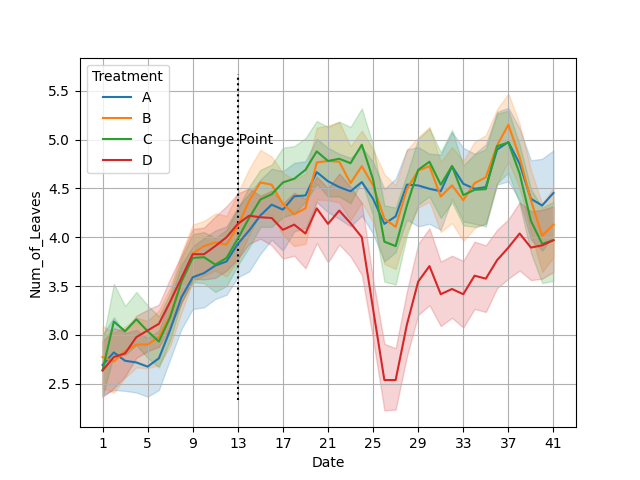 Treatment
A
B
C
D
Change Point
5.5
5.0
4.5
4.0
3.5
3.0
2.5
Num_of_Leaves
1 5 9 13 17 21 25 29 33 37 41
Date